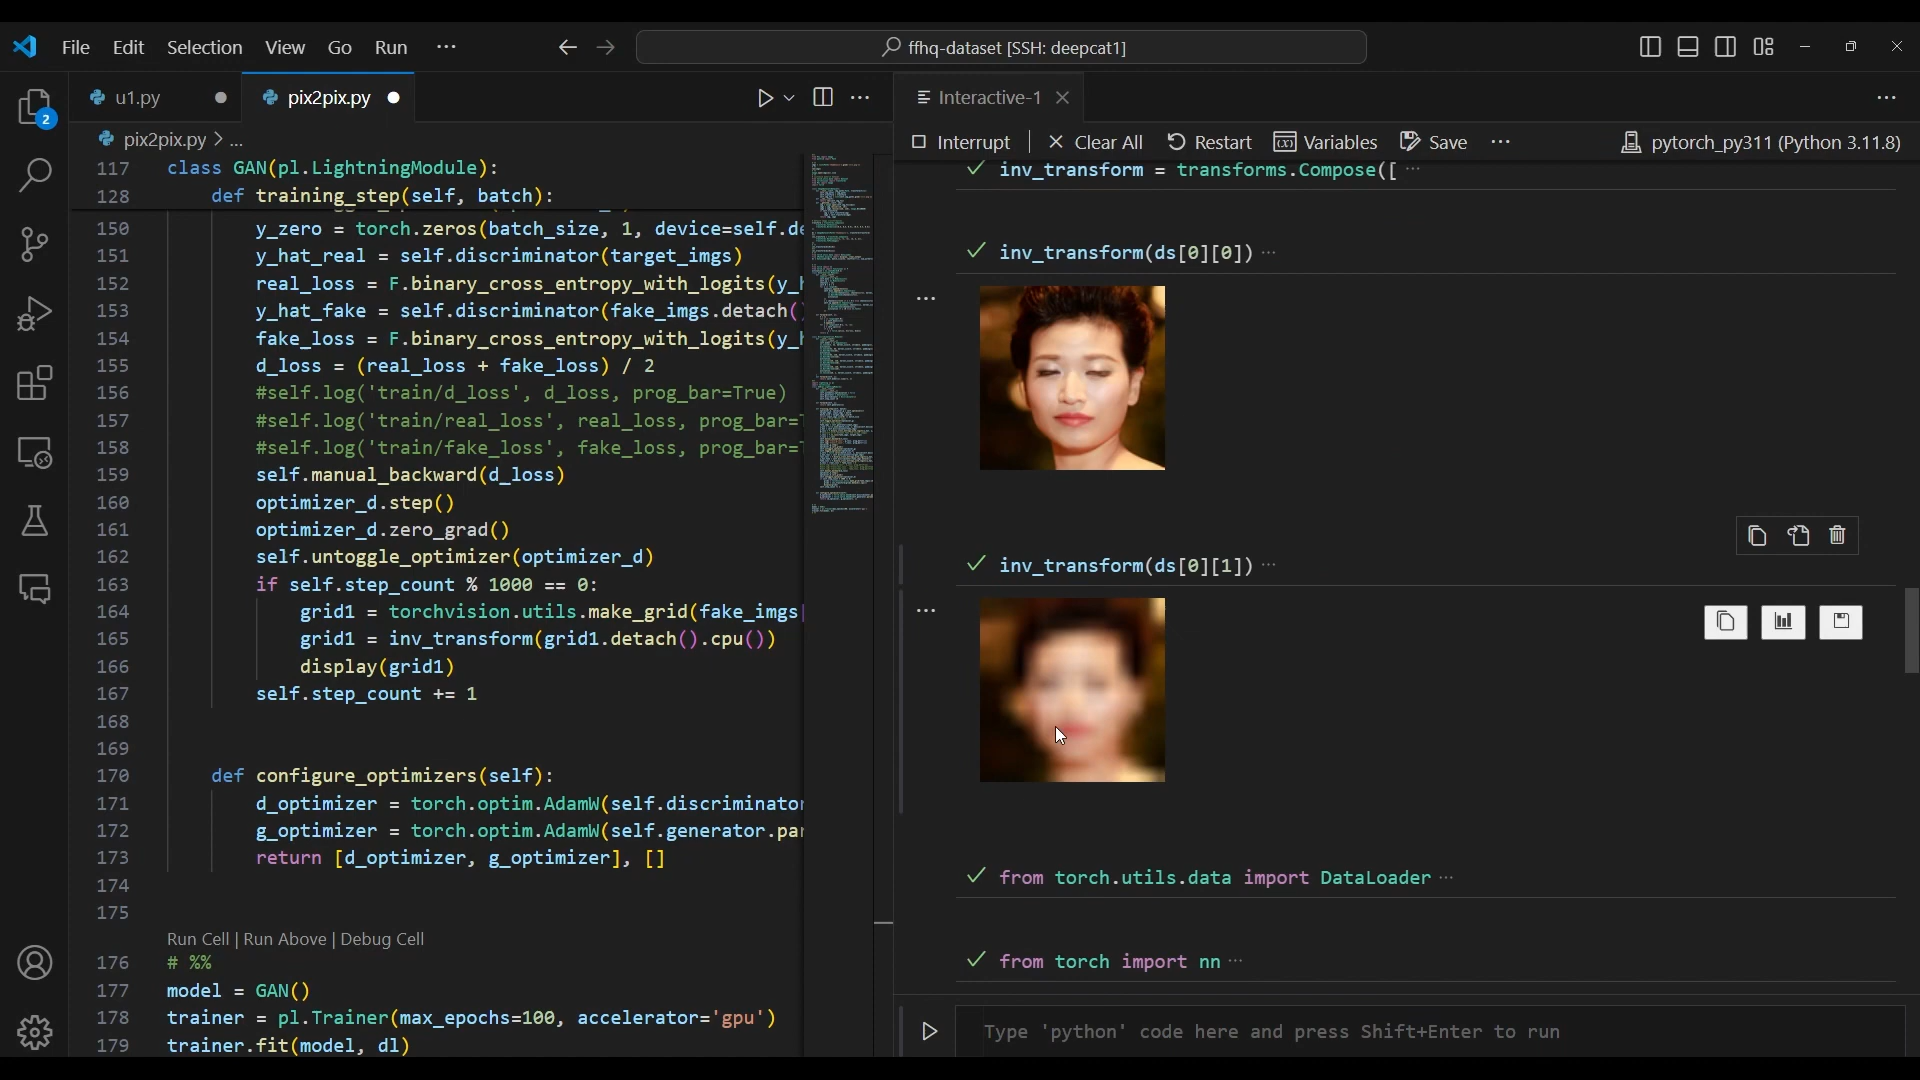 File Edit Selection View Go Run ...
ffhq-dataset [SSH: deepcat1]
2
u1.py
pix2pix.py
pix2pix.py > ...
117 class GAN(pl.LightningModule):
128 def training_step(self, batch):
150 y_zero = torch.zeros(batch_size, 1, device=self.de
151 y_hat_real = self.discriminator(target_imgs)
152 real_loss = F.binary_cross_entropy_with_logits(y_h
153 y_hat_fake = self.discriminator(fake_imgs.detach()
154 fake_loss = F.binary_cross_entropy_with_logits(y_h
155 d_loss = (real_loss + fake_loss) / 2
156 #self.log('train/d_loss', d_loss, prog_bar=True)
157 #self.log('train/real_loss', real_loss, prog_bar=T
158 #self.log('train/fake_loss', fake_loss, prog_bar=T
159 self.manual_backward(d_loss)
160 optimizer_d.step()
161 optimizer_d.zero_grad()
162 self.untoggle_optimizer(optimizer_d)
163 if self.step_count % 1000 == 0:
164 grid1 = torchvision.utils.make_grid(fake_imgs[
165 grid1 = inv_transform(grid1.detach().cpu())
166 display(grid1)
167 self.step_count += 1
168
169
170 def configure_optimizers(self):
171 d_optimizer = torch.optim.AdamW(self.discriminator
172 g_optimizer = torch.optim.AdamW(self.generator.par
173 return [d_optimizer, g_optimizer], []
174
175
Run Cell | Run Above | Debug Cell
176 # %%
177 model = GAN()
178 trainer = pl.Trainer(max_epochs=100, accelerator='gpu')
179 trainer.fit(model, dl)
Interactive-1
Interrupt | Clear All Restart Variables Save ... pytorch_py311 (Python 3.11.8)
inv_transform = transforms.Compose([ ...
inv_transform(ds[0][0]) ...
inv_transform(ds[0][1]) ...
from torch.utils.data import DataLoader ...
from torch import nn ...
Type 'python' code here and press Shift+Enter to run